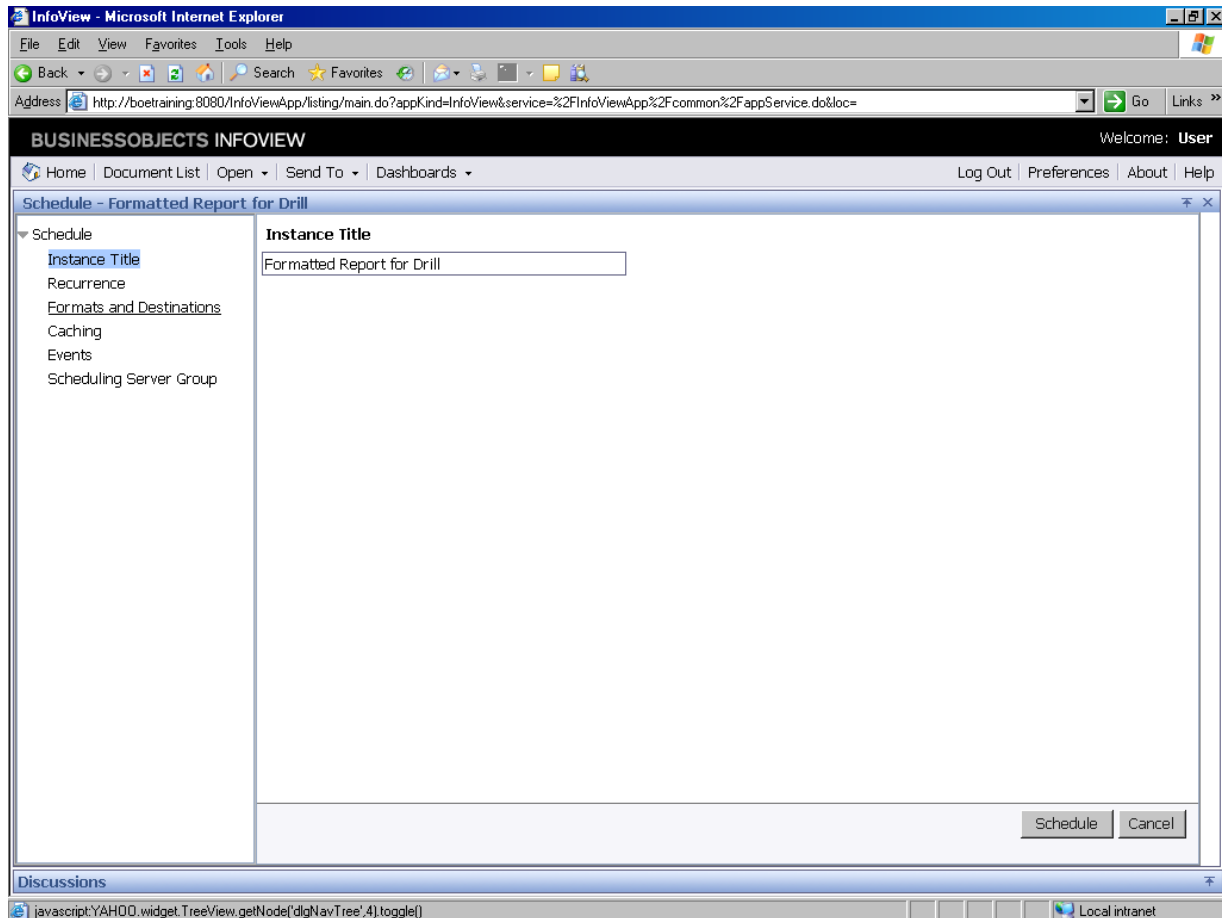 InfoView - Microsoft Internet Explorer
File Edit View Favorites Tools Help
Back Search Favorites
Address http://boetraining:8080/InfoViewApp/listing/main.do?appKind=InfoView&service=%2FInfoViewApp%2Fcommon%2FappService.do&loc= Go Links »
BUSINESSOBJECTS INFOVIEW Welcome: User
Home Document List Open Send To Dashboards Log Out Preferences About Help
Schedule - Formatted Report for Drill
Schedule
Instance Title
Recurrence
Formats and Destinations
Caching
Events
Scheduling Server Group
Instance Title
Formatted Report for Drill
Schedule Cancel
Discussions
javascript:YAHOO.widget.TreeView.getNode('dlgNavTree',4).toggle() Local intranet